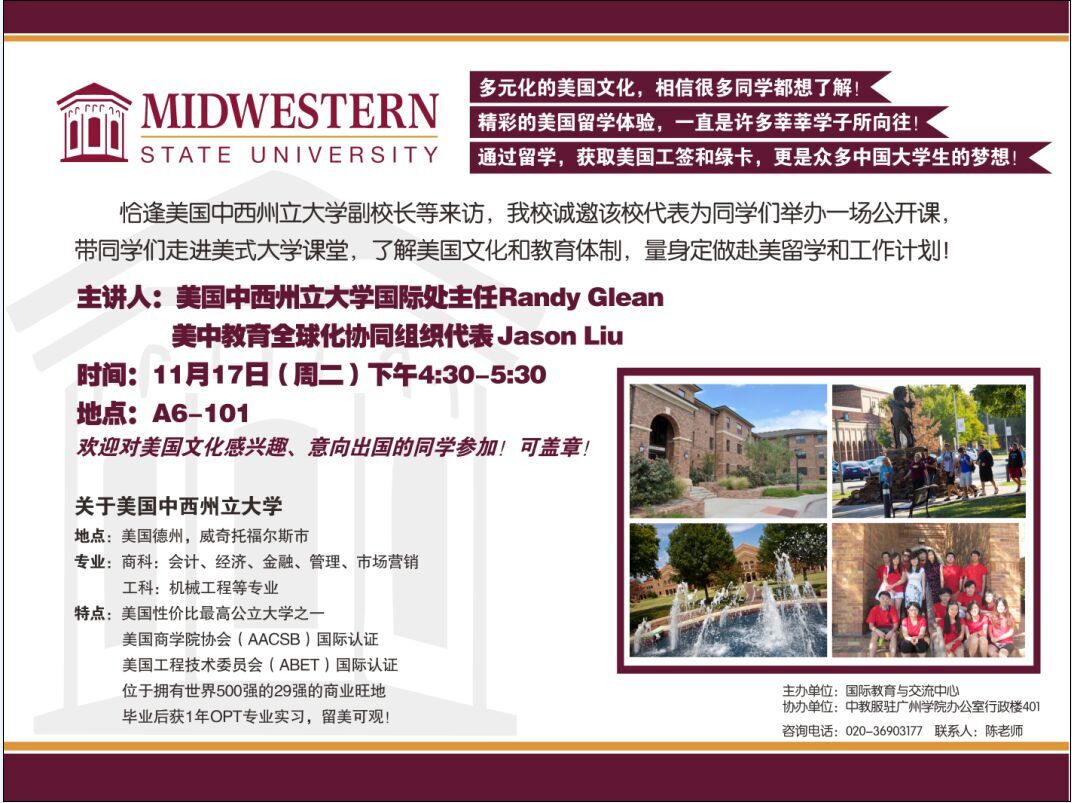 MIDWESTERN
STATE UNIVERSITY
多元化的美国文化，相信很多同学都想了解！
精彩的美国留学体验，一直是许多莘莘学子所向往！
通过留学，获取美国工签和绿卡，更是众多中国大学生的梦想！
恰逢美国中西州立大学副校长等来访，我校诚邀该校代表为同学们举办一场公开课，
带同学们走进美式大学课堂，了解美国文化和教育体制，量身定做赴美留学和工作计划！
主讲人：美国中西州立大学国际处主任Randy Glean
美中教育全球化协同组织代表 Jason Liu
时间：11月17日（周二）下午4:30-5:30
地点：A6-101
欢迎对美国文化感兴趣、意向出国的同学参加！可盖章！
关于美国中西州立大学
地点：美国德州，威奇托福尔斯市
专业：商科：会计、经济、金融、管理、市场营销
工科：机械工程等专业
特点：美国性价比最高公立大学之一
美国商学院协会（AACSB）国际认证
美国工程技术委员会（ABET）国际认证
位于拥有世界500强的29强的商业旺地
毕业后获1年OPT专业实习，留美可观！
主办单位：国际教育与交流中心
协办单位：中教服驻广州学院办公室行政楼401
咨询电话：020-36903177 联系人：陈老师